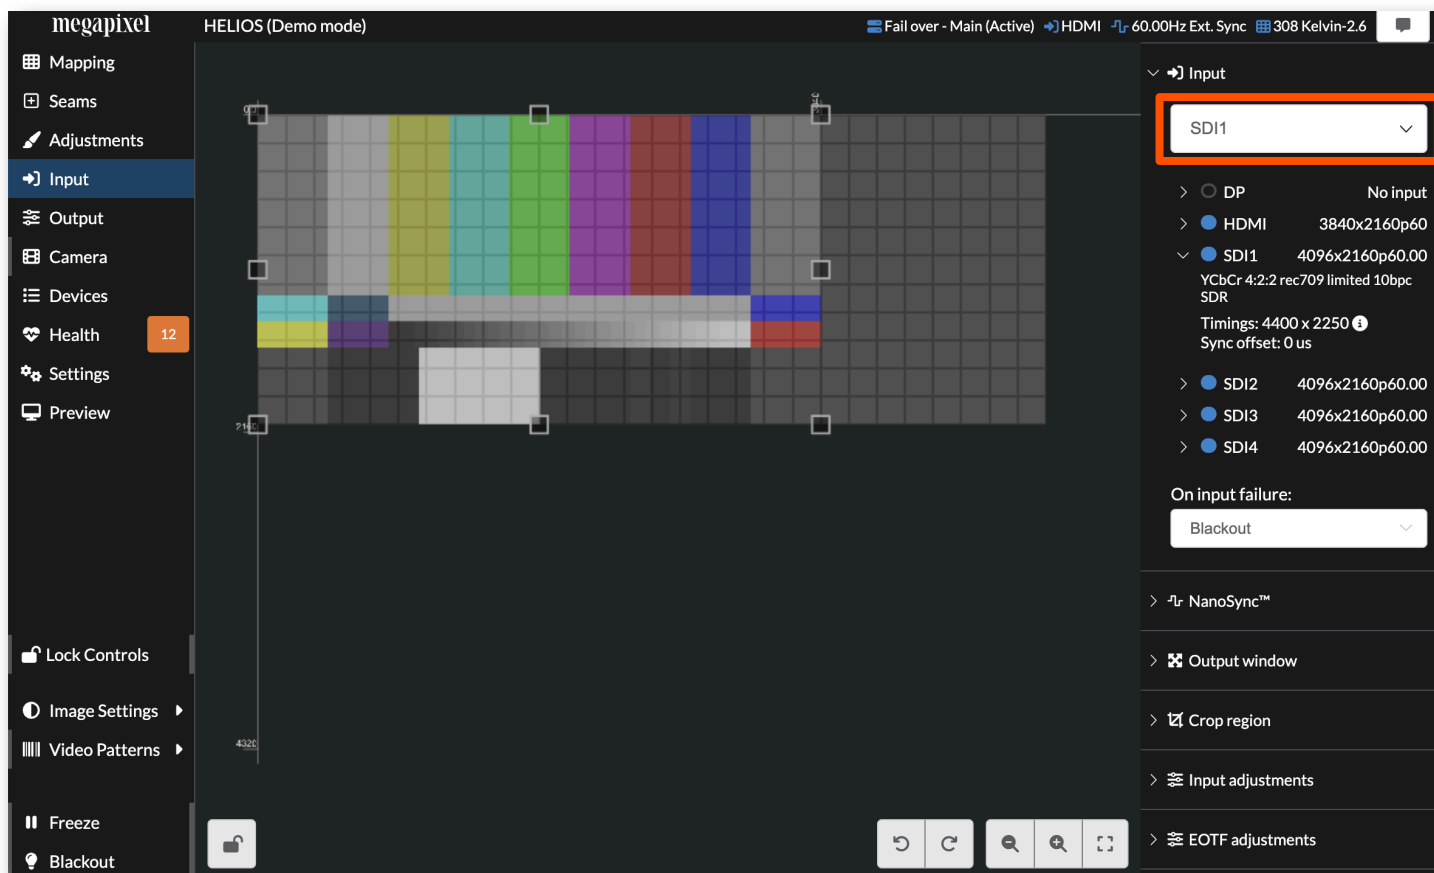 megapixel
HELIOS (Demo mode)
Fail over - Main (Active)
HDMI
60.00Hz Ext. Sync
308 Kelvin-2.6
Mapping
Seams
Adjustments
Input
Output
Camera
Devices
Health
12
Settings
Preview
Lock Controls
Image Settings
Video Patterns
Freeze
Blackout
2160
4320
Input
SDI1
DP No input
HDMI 3840x2160p60
SDI1 4096x2160p60.00
YCbCr 4:2:2 rec709 limited 10bpc
SDR
Timings: 4400 x 2250
Sync offset: 0 us
SDI2 4096x2160p60.00
SDI3 4096x2160p60.00
SDI4 4096x2160p60.00
On input failure:
Blackout
NanoSync™
Output window
Crop region
Input adjustments
EOTF adjustments